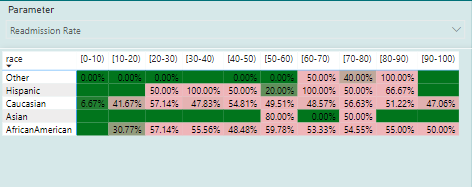 Parameter
Readmission Rate
race [0-10) [10-20) [20-30) [30-40) [40-50) [50-60) [60-70) [70-80) [80-90) [90-100)
Other 0.00% 0.00% 0.00% 0.00% 0.00% 50.00% 40.00% 100.00%
Hispanic 50.00% 100.00% 50.00% 20.00% 100.00% 50.00% 66.67%
Caucasian 6.67% 41.67% 57.14% 47.83% 54.81% 49.51% 48.57% 56.63% 51.22% 47.06%
Asian 80.00% 0.00% 50.00%
AfricanAmerican 30.77% 57.14% 55.56% 48.48% 59.78% 53.33% 54.55% 55.00% 50.00%